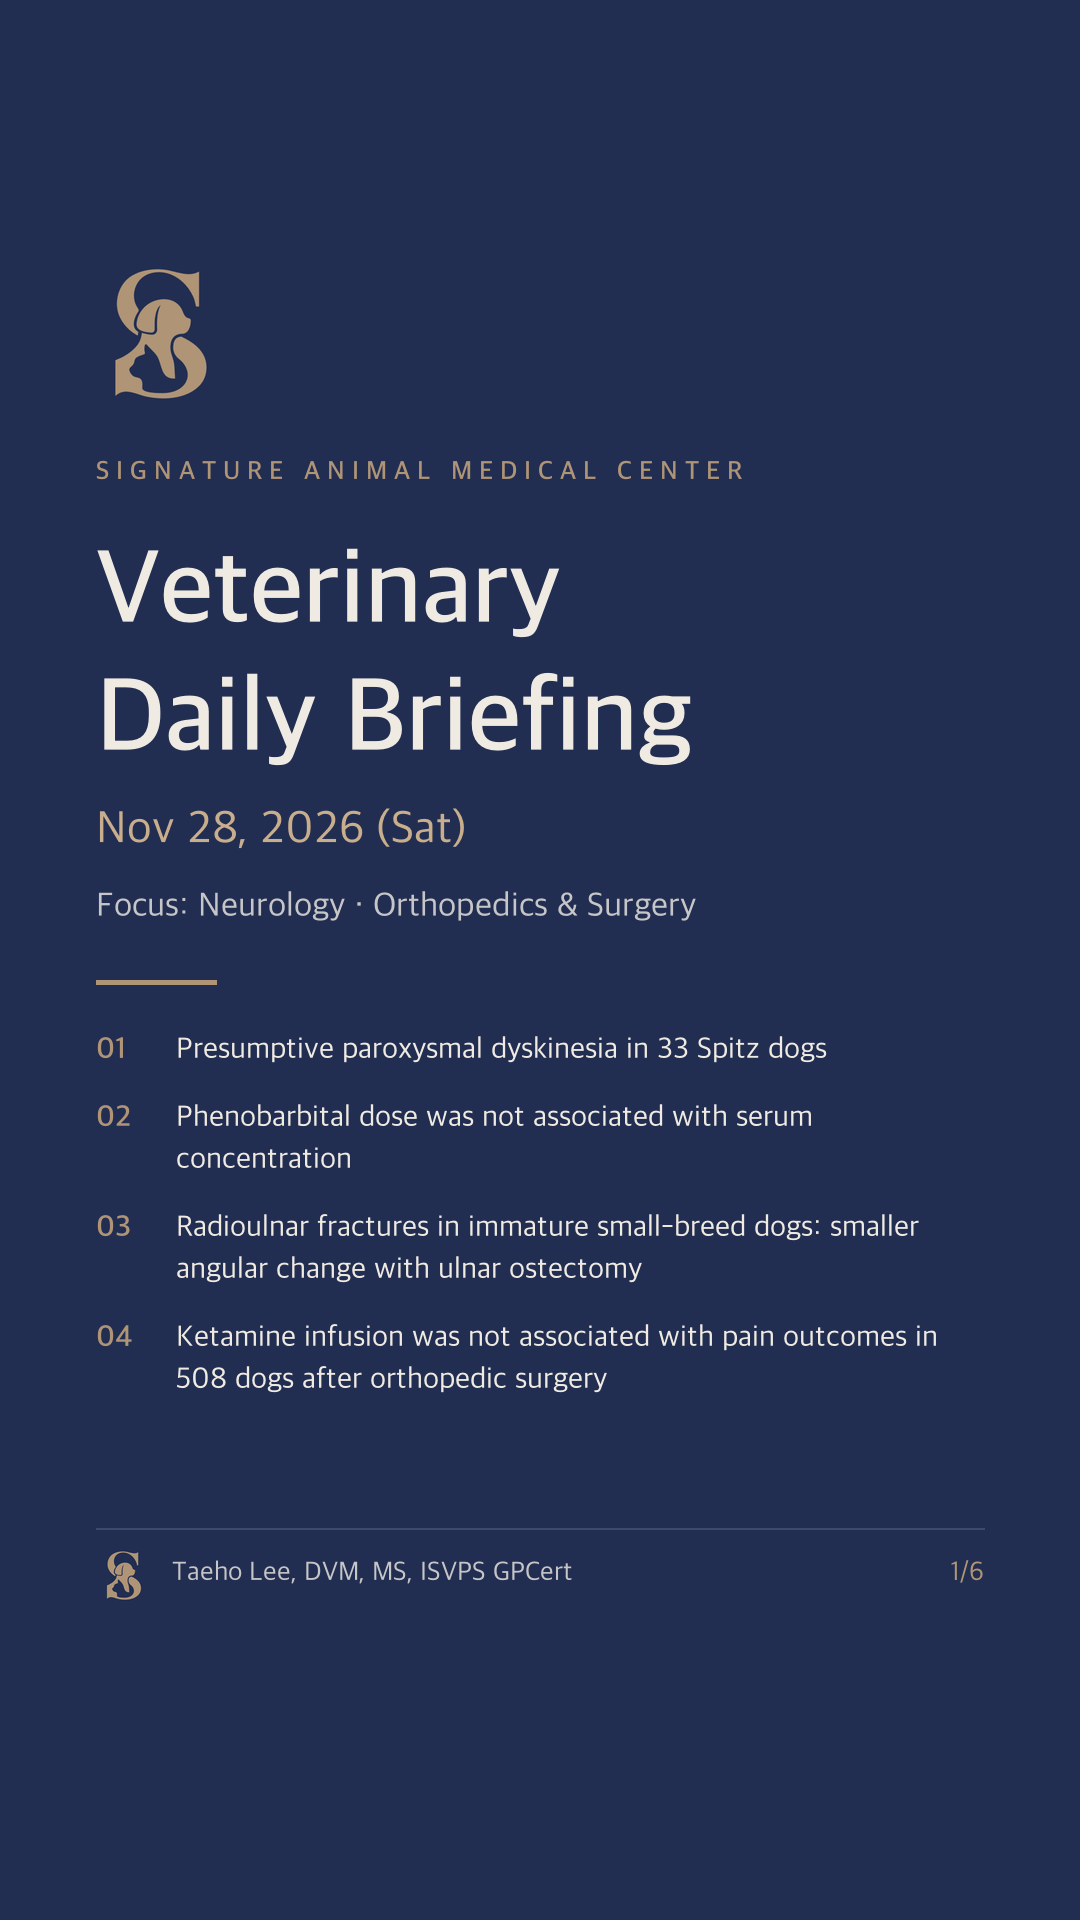 SIGNATURE ANIMAL MEDICAL CENTER
Veterinary
Daily Briefing
Nov 28, 2026 (Sat)
Focus: Neurology · Orthopedics & Surgery
01 Presumptive paroxysmal dyskinesia in 33 Spitz dogs
02 Phenobarbital dose was not associated with serum
concentration
03 Radioulnar fractures in immature small-breed dogs: smaller
angular change with ulnar ostectomy
04 Ketamine infusion was not associated with pain outcomes in
508 dogs after orthopedic surgery
Taeho Lee, DVM, MS, ISVPS GPCert 1/6